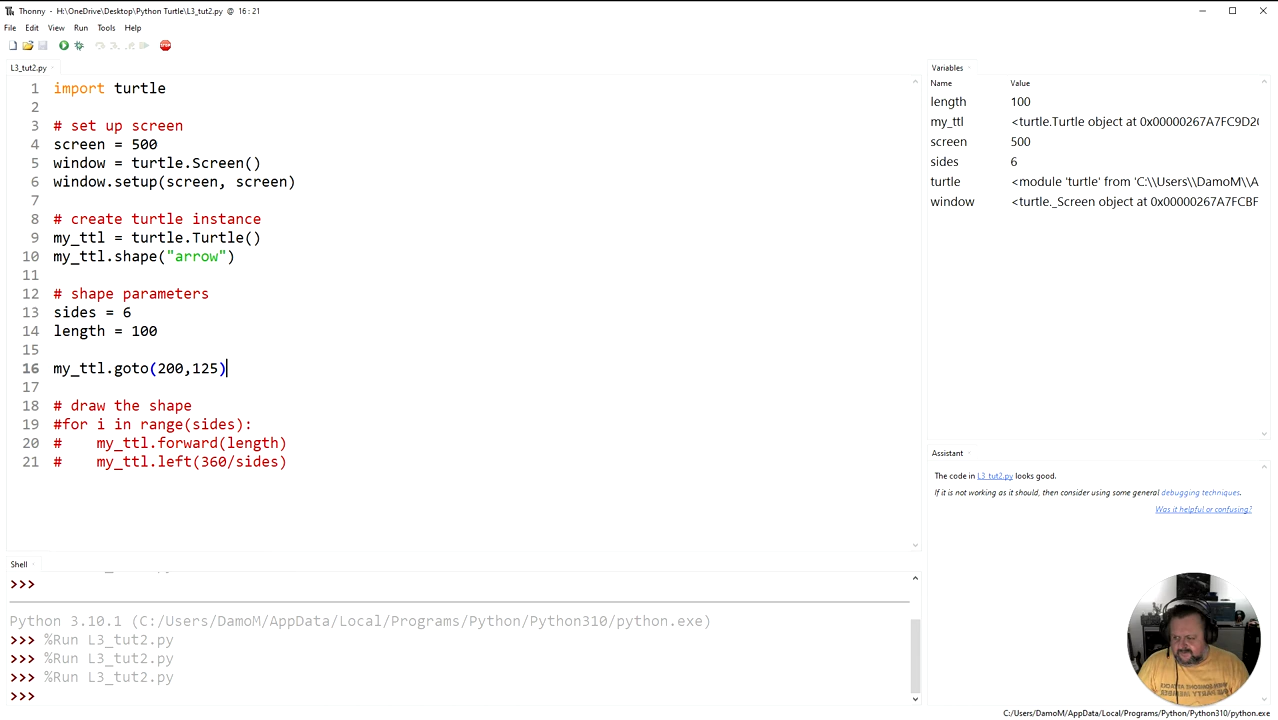 Thonny - H:\OneDrive\Desktop\Python Turtle\L3_tut2.py @ 16 : 21
File Edit View Run Tools Help
L3_tut2.py
1 import turtle
2
3 # set up screen
4 screen = 500
5 window = turtle.Screen()
6 window.setup(screen, screen)
7
8 # create turtle instance
9 my_ttl = turtle.Turtle()
10 my_ttl.shape("arrow")
11
12 # shape parameters
13 sides = 6
14 length = 100
15
16 my_ttl.goto(200,125)
17
18 # draw the shape
19 #for i in range(sides):
20 #    my_ttl.forward(length)
21 #    my_ttl.left(360/sides)
Variables
Name Value
length 100
my_ttl <turtle.Turtle object at 0x00000267A7FC9D2
screen 500
sides 6
turtle <module 'turtle' from 'C:\\Users\\DamoM\\A
window <turtle._Screen object at 0x00000267A7FCBF
Assistant
The code in L3_tut2.py looks good.
If it is not working as it should, then consider using some general debugging techniques.
Was it helpful or confusing?
Shell
>>>
Python 3.10.1 (C:/Users/DamoM/AppData/Local/Programs/Python/Python310/python.exe)
>>> %Run L3_tut2.py
>>> %Run L3_tut2.py
>>> %Run L3_tut2.py
>>>
C:/Users/DamoM/AppData/Local/Programs/Python/Python310/python.exe